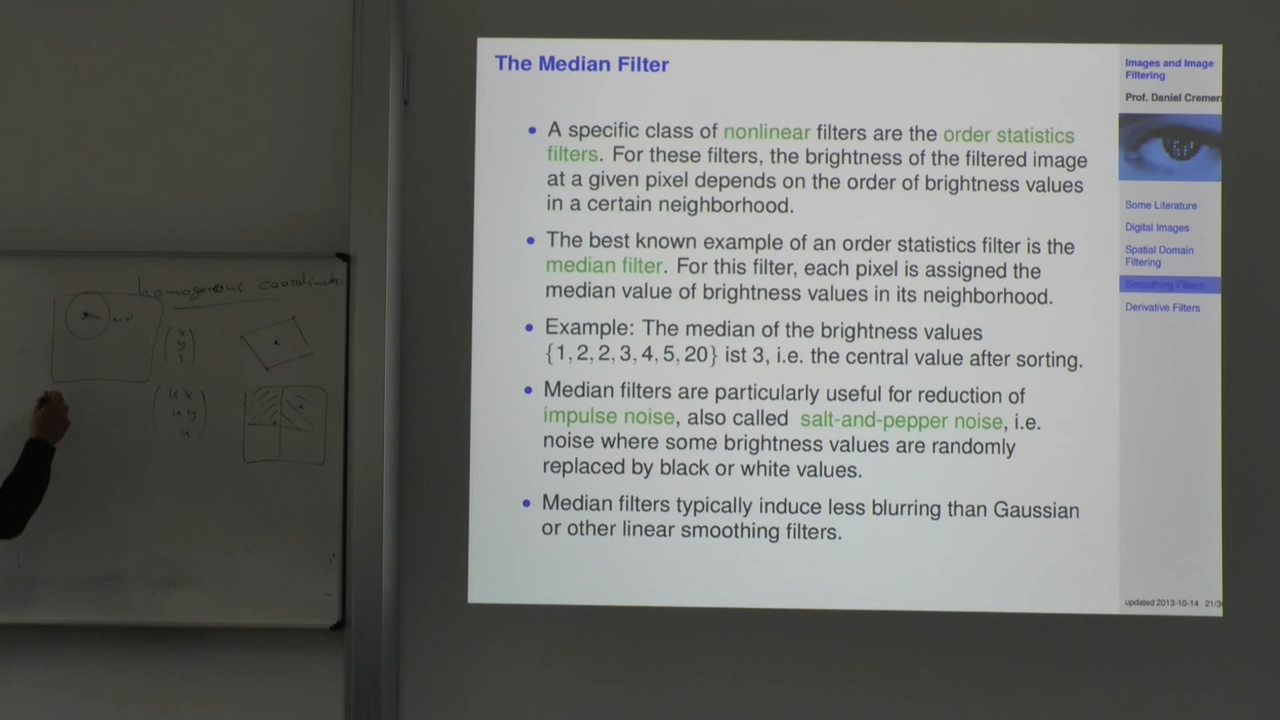 The Median Filter
A specific class of nonlinear filters are the order statistics
filters. For these filters, the brightness of the filtered image
at a given pixel depends on the order of brightness values
in a certain neighborhood.
The best known example of an order statistics filter is the
median filter. For this filter, each pixel is assigned the
median value of brightness values in its neighborhood.
Example: The median of the brightness values
{1, 2, 2, 3, 4, 5, 20} ist 3, i.e. the central value after sorting.
Median filters are particularly useful for reduction of
impulse noise, also called salt-and-pepper noise, i.e.
noise where some brightness values are randomly
replaced by black or white values.
Median filters typically induce less blurring than Gaussian
or other linear smoothing filters.
Images and Image
Filtering
Prof. Daniel Cremers
Some Literature
Digital Images
Spatial Domain
Filtering
Smoothing Filters
Derivative Filters
updated 2013-10-14 21/3
homogenous coordinates
x
y
1
u x
u y
u